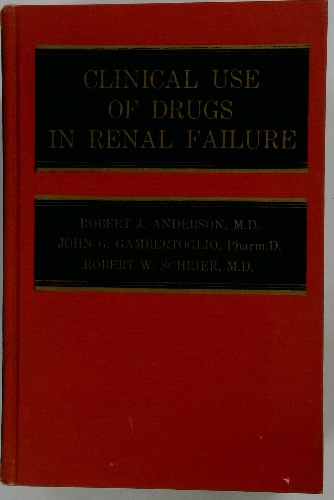 CLINICAL USE
OF DRUGS
IN RENAL FAILURE
ROBERT J. ANDERSON, M.D.
JOHN G. GAMBERTOGLIO, Pharm.D.
ROBERT W. SCHRIER, M.D.